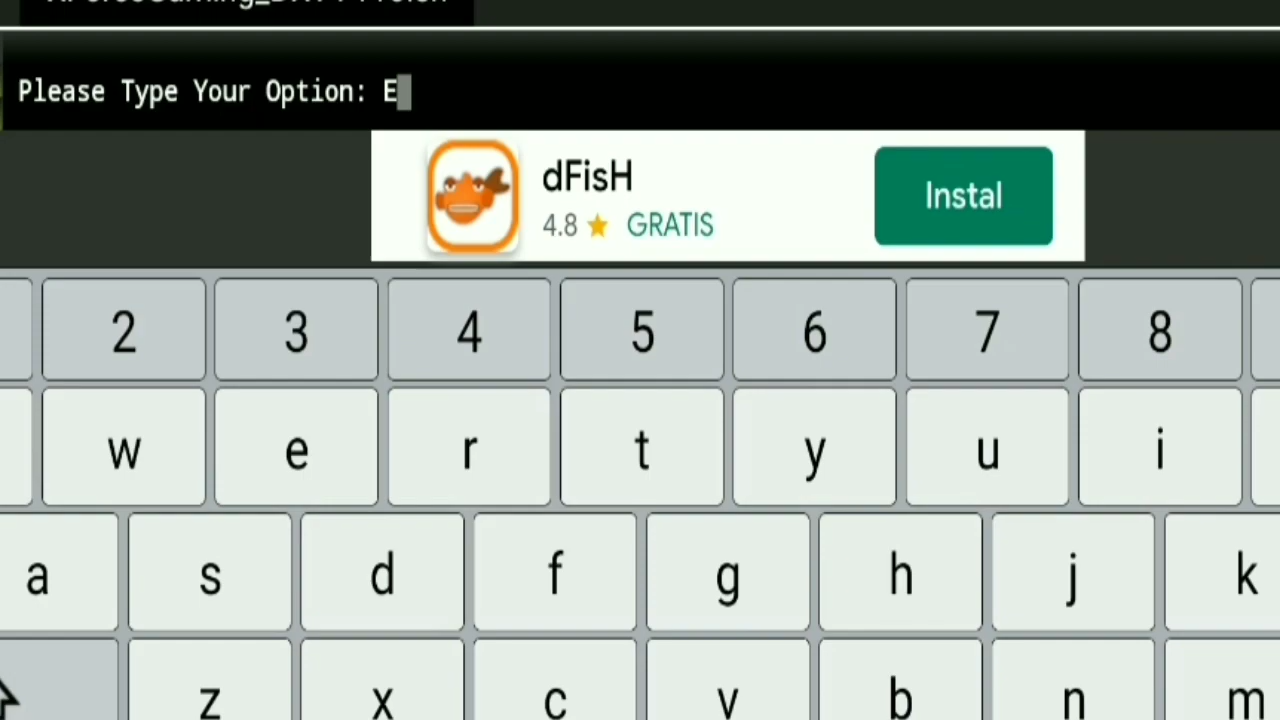 Please Type Your Option: E
dFisH
4.8 GRATIS
Instal
2 3 4 5 6 7 8
w e r t y u i
a s d f g h j k
z x c v b n m